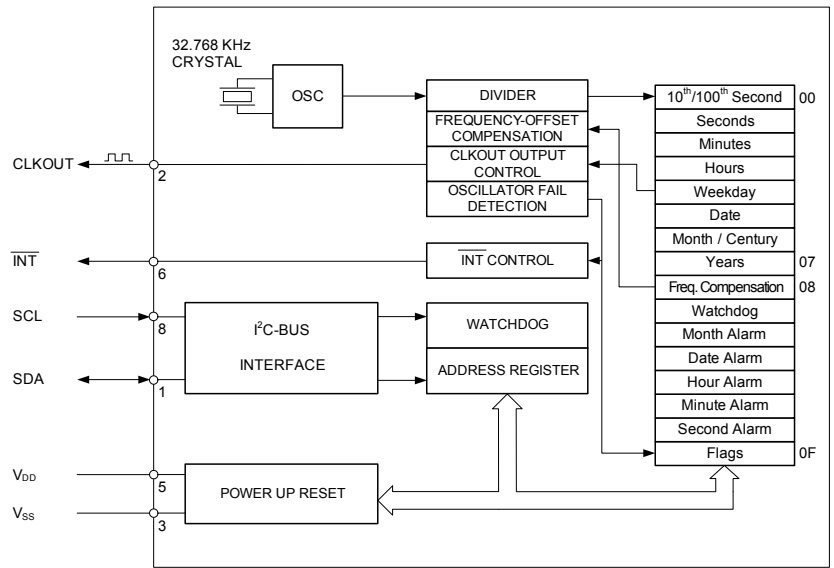 32.768 KHz
CRYSTAL
OSC
DIVIDER
FREQUENCY-OFFSET
COMPENSATION
CLKOUT OUTPUT
CONTROL
OSCILLATOR FAIL
DETECTION
CLKOUT
2
INT
6
INT CONTROL
SCL
8
SDA
1
I²C-BUS
INTERFACE
WATCHDOG
ADDRESS REGISTER
VDD
5
VSS
3
POWER UP RESET
10th/100th Second 00
Seconds
Minutes
Hours
Weekday
Date
Month / Century
Years 07
Freq. Compensation 08
Watchdog
Month Alarm
Date Alarm
Hour Alarm
Minute Alarm
Second Alarm
Flags 0F